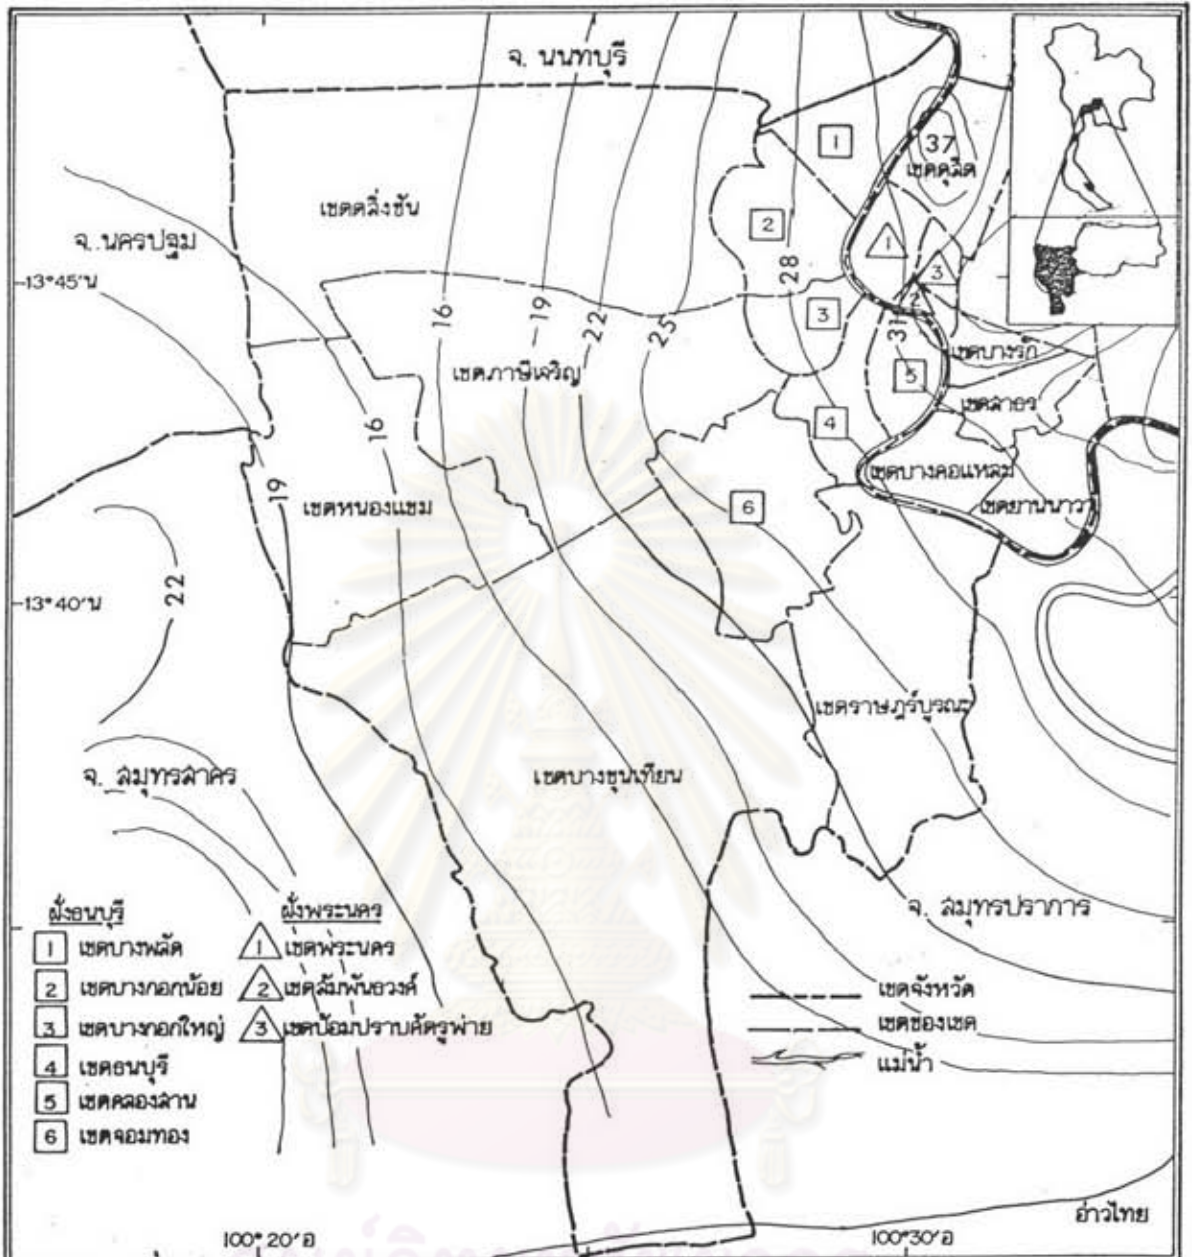 จ. นนทบุรี
1
37
เขตดุสิต
เขตตลิ่งชัน
2
จ. นครปฐม
1
3
28
13°45'น
16
19
22
25
3
2
31
เขตบางรัก
เขตภาษีเจริญ
5
เขตสาธร
16
4
เขตบางคอแหลม
19
เขตหนองแขม
6
เขตยานนาวา
22
13°40'น
เขตราษฎร์บูรณะ
จ. สมุทรสาคร
เขตบางขุนเทียน
ฝั่งธนบุรี
ฝั่งพระนคร
จ. สมุทรปราการ
1 เขตบางพลัด
1 เขตพระนคร
2 เขตบางกอกน้อย
2 เขตสัมพันธวงศ์
เขตจังหวัด
3 เขตบางกอกใหญ่
3 เขตป้อมปราบศัตรูพ่าย
เขตของเขต
4 เขตธนบุรี
แม่น้ำ
5 เขตคลองสาน
6 เขตจอมทอง
อ่าวไทย
100°20'อ
100°30'อ